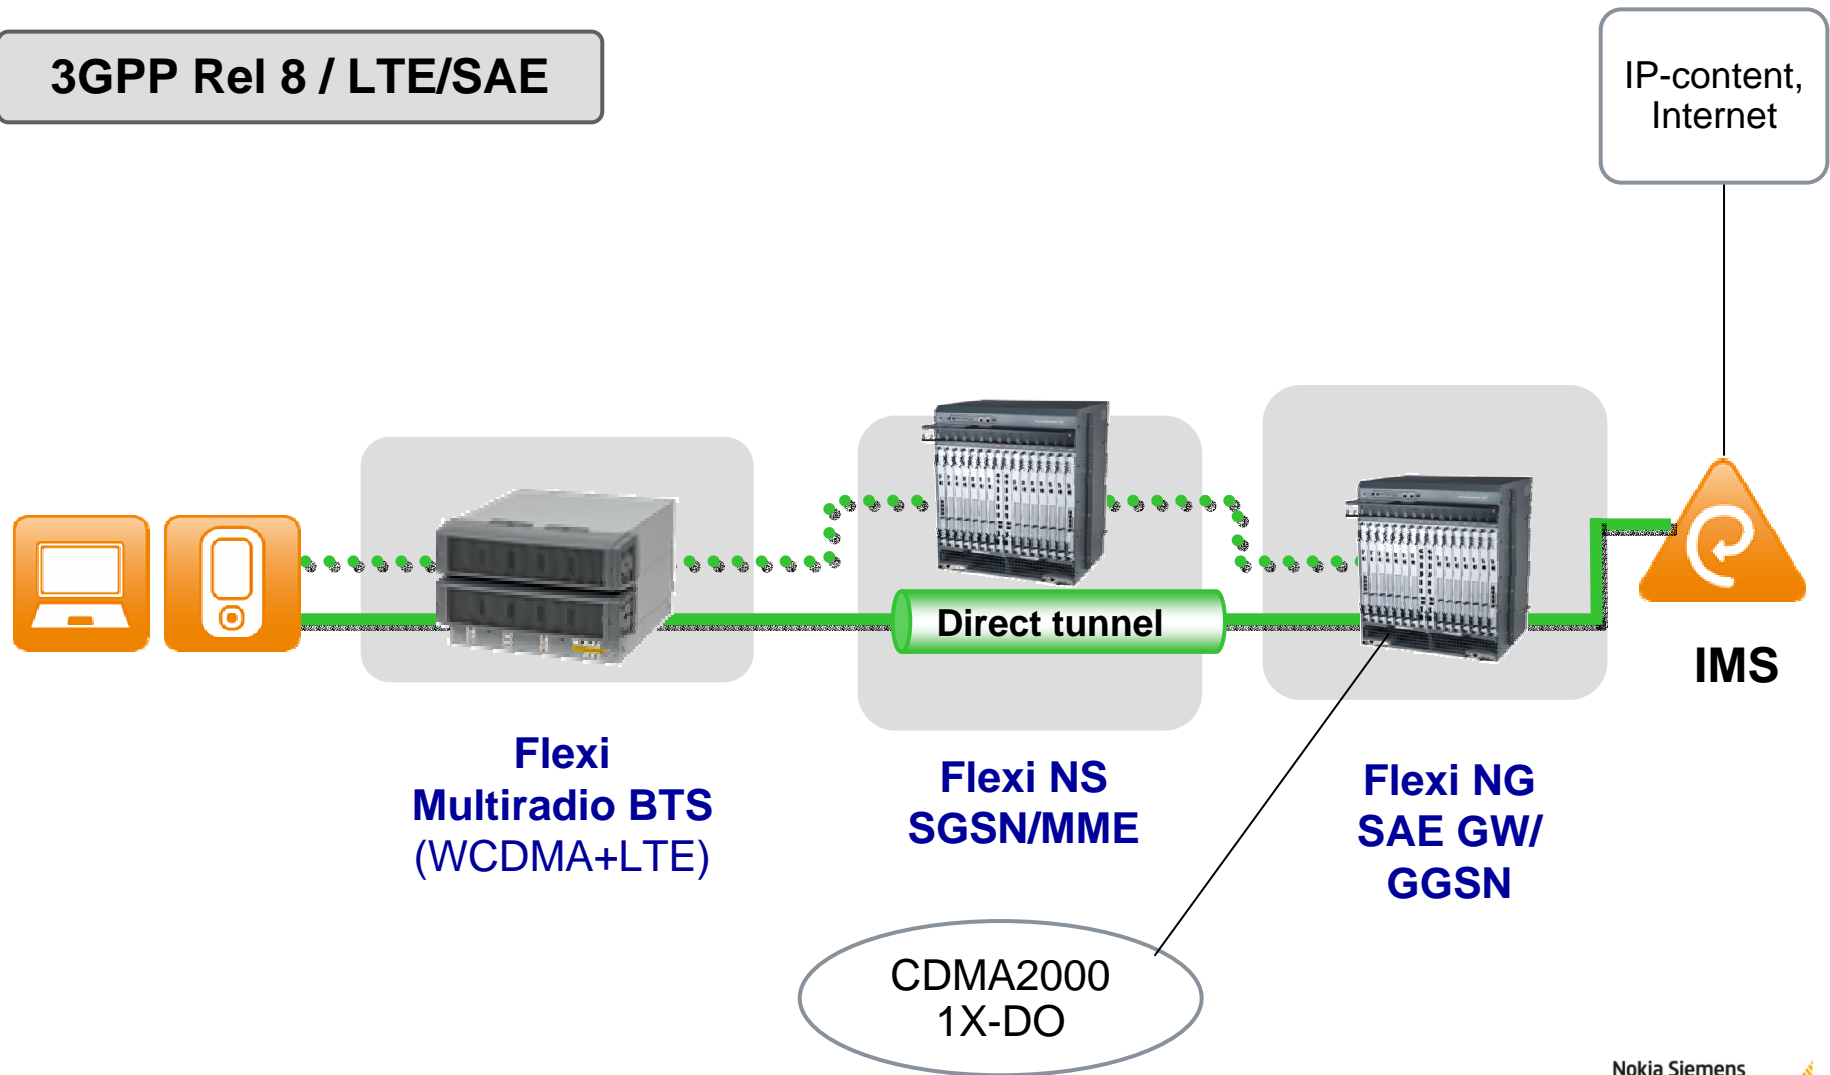 3GPP Rel 8 / LTE/SAE
IP-content,
Internet
Direct tunnel
IMS
Flexi
Multiradio BTS
(WCDMA+LTE)
Flexi NS
SGSN/MME
Flexi NG
SAE GW/
GGSN
CDMA2000
1X-DO
Nokia Siemens